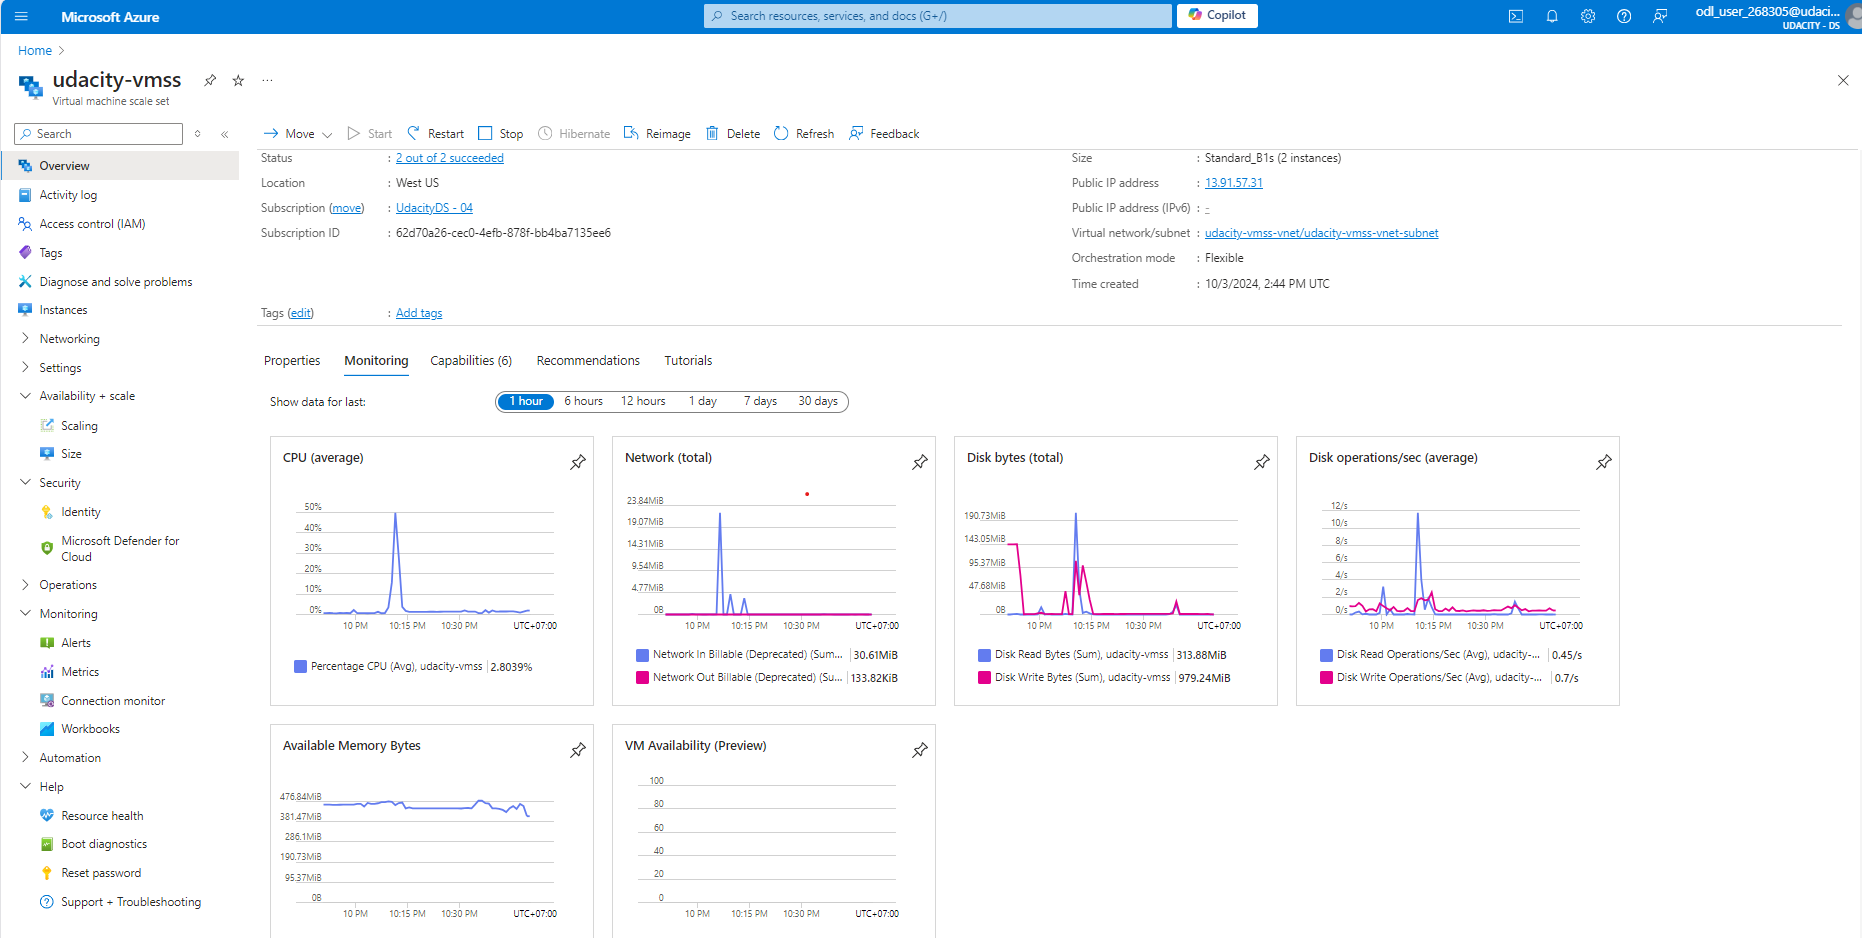 Microsoft Azure
Search resources, services, and docs (G+/)
Copilot
odl_user_268305@udaci...
UDACITY - DS
Home
udacity-vmss
Virtual machine scale set
Search
Move
Start
Restart
Stop
Hibernate
Reimage
Delete
Refresh
Feedback
Overview
Activity log
Access control (IAM)
Tags
Diagnose and solve problems
Instances
Networking
Settings
Availability + scale
Scaling
Size
Security
Identity
Microsoft Defender for
Cloud
Operations
Monitoring
Alerts
Metrics
Connection monitor
Workbooks
Automation
Help
Resource health
Boot diagnostics
Reset password
Support + Troubleshooting
Status : 2 out of 2 succeeded
Location : West US
Subscription (move) : UdacityDS - 04
Subscription ID : 62d70a26-cec0-4efb-878f-bb4ba7135ee6
Size : Standard_B1s (2 instances)
Public IP address : 13.91.57.31
Public IP address (IPv6) : -
Virtual network/subnet : udacity-vmss-vnet/udacity-vmss-vnet-subnet
Orchestration mode : Flexible
Time created : 10/3/2024, 2:44 PM UTC
Tags (edit) : Add tags
Properties Monitoring Capabilities (6) Recommendations Tutorials
Show data for last: 1 hour 6 hours 12 hours 1 day 7 days 30 days
CPU (average)
50%
40%
30%
20%
10%
0%
10 PM 10:15 PM 10:30 PM UTC+07:00
Percentage CPU (Avg), udacity-vmss 2.8039%
Network (total)
23.84MiB
19.07MiB
14.31MiB
9.54MiB
4.77MiB
0B
10 PM 10:15 PM 10:30 PM UTC+07:00
Network In Billable (Deprecated) (Sum... 30.61MiB
Network Out Billable (Deprecated) (Su... 133.82KiB
Disk bytes (total)
190.73MiB
143.05MiB
95.37MiB
47.68MiB
0B
10 PM 10:15 PM 10:30 PM UTC+07:00
Disk Read Bytes (Sum), udacity-vmss 313.88MiB
Disk Write Bytes (Sum), udacity-vmss 979.24MiB
Disk operations/sec (average)
12/s
10/s
8/s
6/s
4/s
2/s
0/s
10 PM 10:15 PM 10:30 PM UTC+07:00
Disk Read Operations/Sec (Avg), udacity-... 0.45/s
Disk Write Operations/Sec (Avg), udacity-... 0.7/s
Available Memory Bytes
476.84MiB
381.47MiB
286.1MiB
190.73MiB
95.37MiB
0B
10 PM 10:15 PM 10:30 PM UTC+07:00
VM Availability (Preview)
100
80
60
40
20
0
10 PM 10:15 PM 10:30 PM UTC+07:00